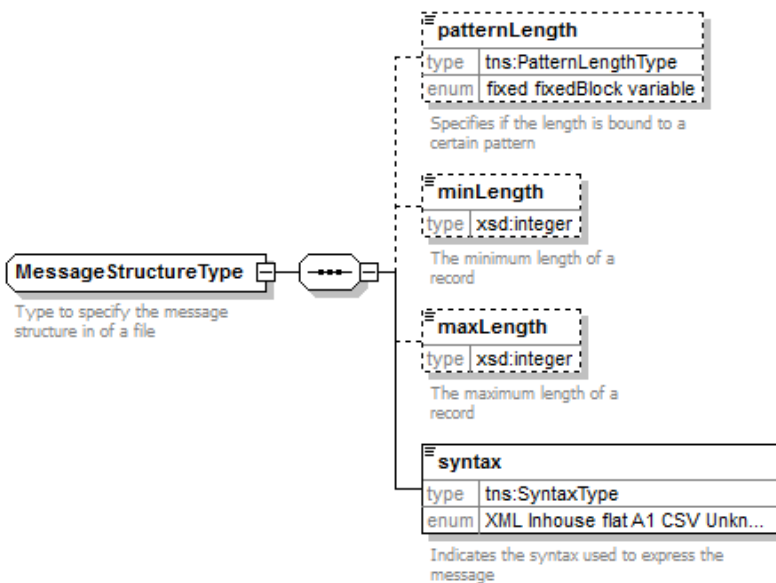 patternLength
type tns:PatternLengthType
enum fixed fixedBlock variable
Specifies if the length is bound to a
certain pattern
minLength
type xsd:integer
The minimum length of a
record
MessageStructureType
Type to specify the message
structure in of a file
maxLength
type xsd:integer
The maximum length of a
record
syntax
type tns:SyntaxType
enum XML Inhouse flat A1 CSV Unkn...
Indicates the syntax used to express the
message